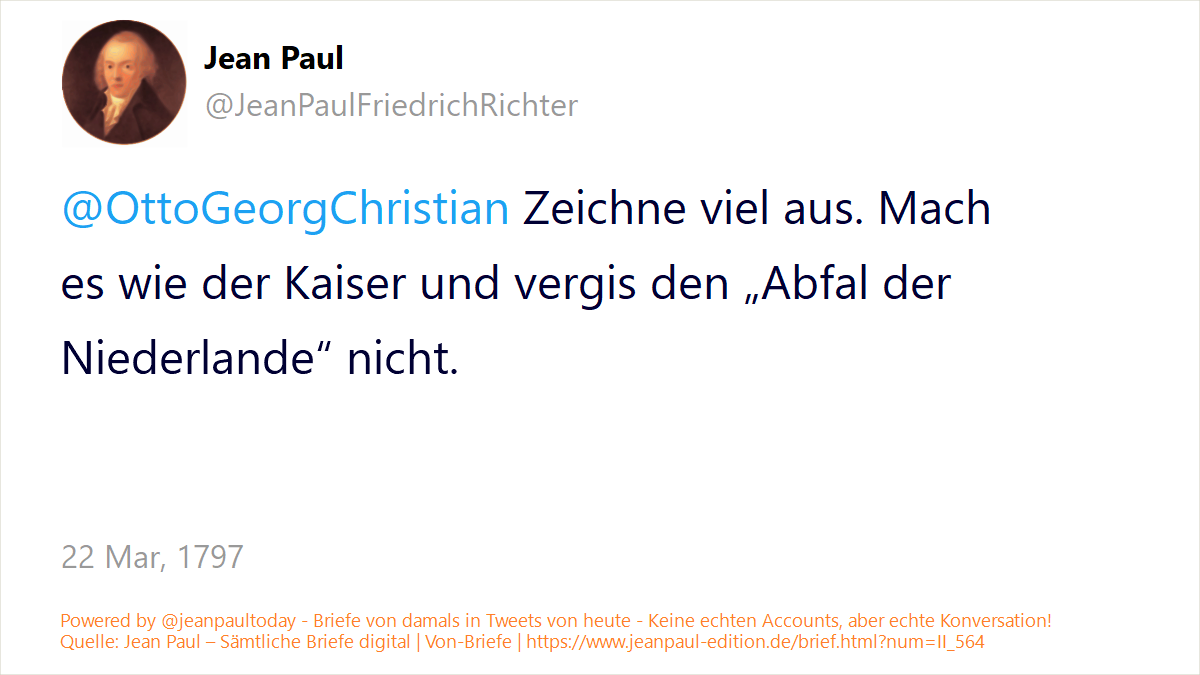 Jean Paul
@JeanPaulFriedrichRichter
@OttoGeorgChristian Zeichne viel aus. Mach
es wie der Kaiser und vergis den „Abfal der
Niederlande“ nicht.
22 Mar, 1797
Powered by @jeanpaultoday - Briefe von damals in Tweets von heute - Keine echten Accounts, aber echte Konversation!
Quelle: Jean Paul – Sämtliche Briefe digital | Von-Briefe | https://www.jeanpaul-edition.de/brief.html?num=II_564